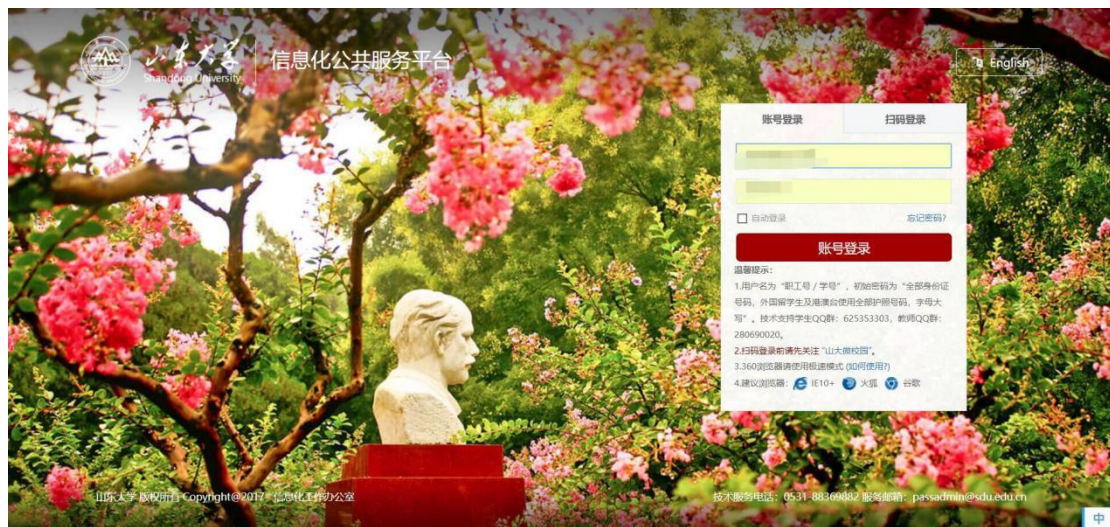 山东大学
Shandong University
信息化公共服务平台
English
账号登录
扫码登录
自动登录
忘记密码?
账号登录
温馨提示：
1.用户名为“职工号 / 学号”，初始密码为“全部身份证
号码，外国留学生及港澳台使用全部护照号码，字母大
写”。技术支持学生QQ群：625353303，教师QQ群：
280690020。
2.扫码登录前请先关注“山大微校园”。
3.360浏览器请使用极速模式 (如何使用?)
4.建议浏览器： IE10+ 火狐 谷歌
山东大学 版权所有 Copyright@2017 信息化工作办公室
技术服务电话：0531-88369882 服务邮箱：passadmin@sdu.edu.cn
中